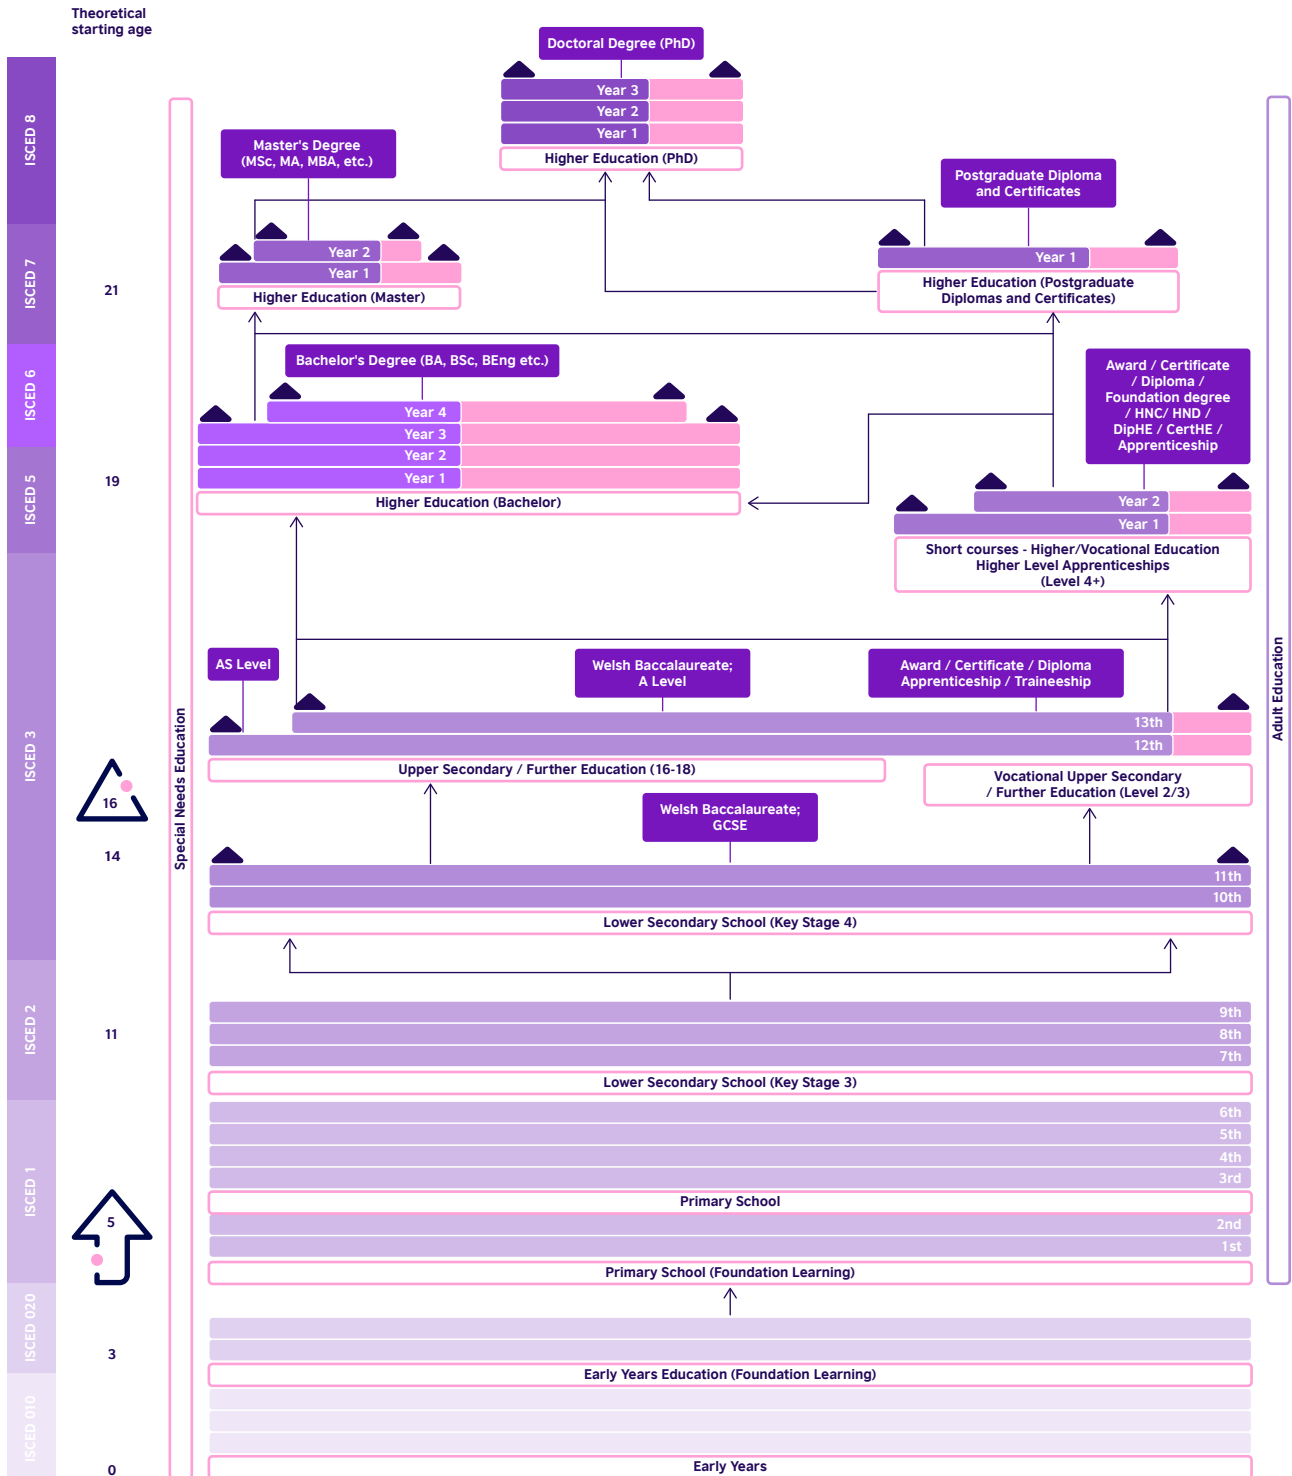 Theoretical
starting age
Doctoral Degree (PhD)
Year 3
Year 2
Year 1
Higher Education (PhD)
ISCED 8
Master's Degree
(MSc, MA, MBA, etc.)
Postgraduate Diploma
and Certificates
Year 2
Year 1
Higher Education (Master)
Year 1
Higher Education (Postgraduate
Diplomas and Certificates)
ISCED 7
21
Bachelor's Degree (BA, BSc, BEng etc.)
Year 4
Year 3
Year 2
Year 1
Higher Education (Bachelor)
ISCED 6
Award / Certificate
/ Diploma /
Foundation degree
/ HNC/ HND /
DipHE / CertHE /
Apprenticeship
Year 2
Year 1
Short courses - Higher/Vocational Education
Higher Level Apprenticeships
(Level 4+)
ISCED 5
19
AS Level
Welsh Baccalaureate;
A Level
Award / Certificate / Diploma
Apprenticeship / Traineeship
13th
12th
Upper Secondary / Further Education (16-18)
Vocational Upper Secondary
/ Further Education (Level 2/3)
ISCED 3
16
Special Needs Education
Adult Education
Welsh Baccalaureate;
GCSE
14
11th
10th
Lower Secondary School (Key Stage 4)
ISCED 2
11
9th
8th
7th
Lower Secondary School (Key Stage 3)
ISCED 1
6th
5th
4th
3rd
Primary School
5
2nd
1st
Primary School (Foundation Learning)
ISCED 020
3
Early Years Education (Foundation Learning)
ISCED 010
0
Early Years